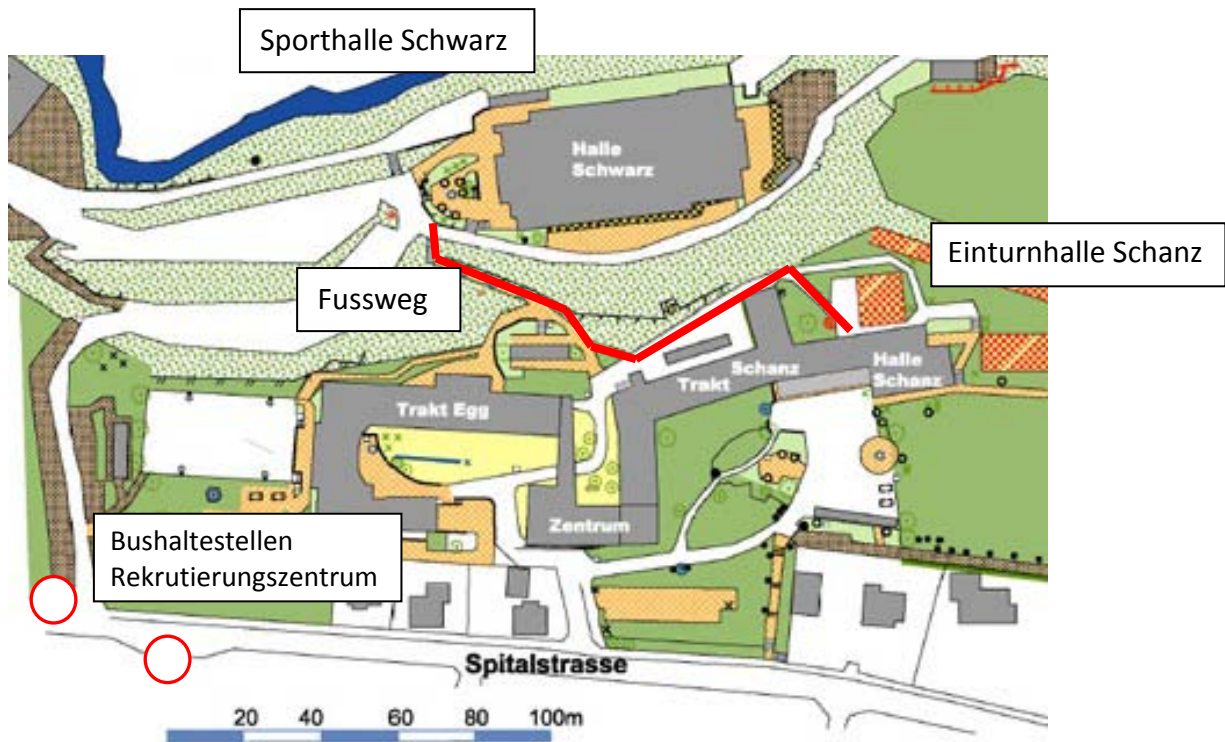 Sporthalle Schwarz
Halle
Schwarz
Einturnhalle Schanz
Fussweg
Schanz
Trakt
Halle
Schanz
Trakt Egg
Zentrum
Bushaltestellen
Rekrutierungszentrum
Spitalstrasse
20 40 60 80 100m